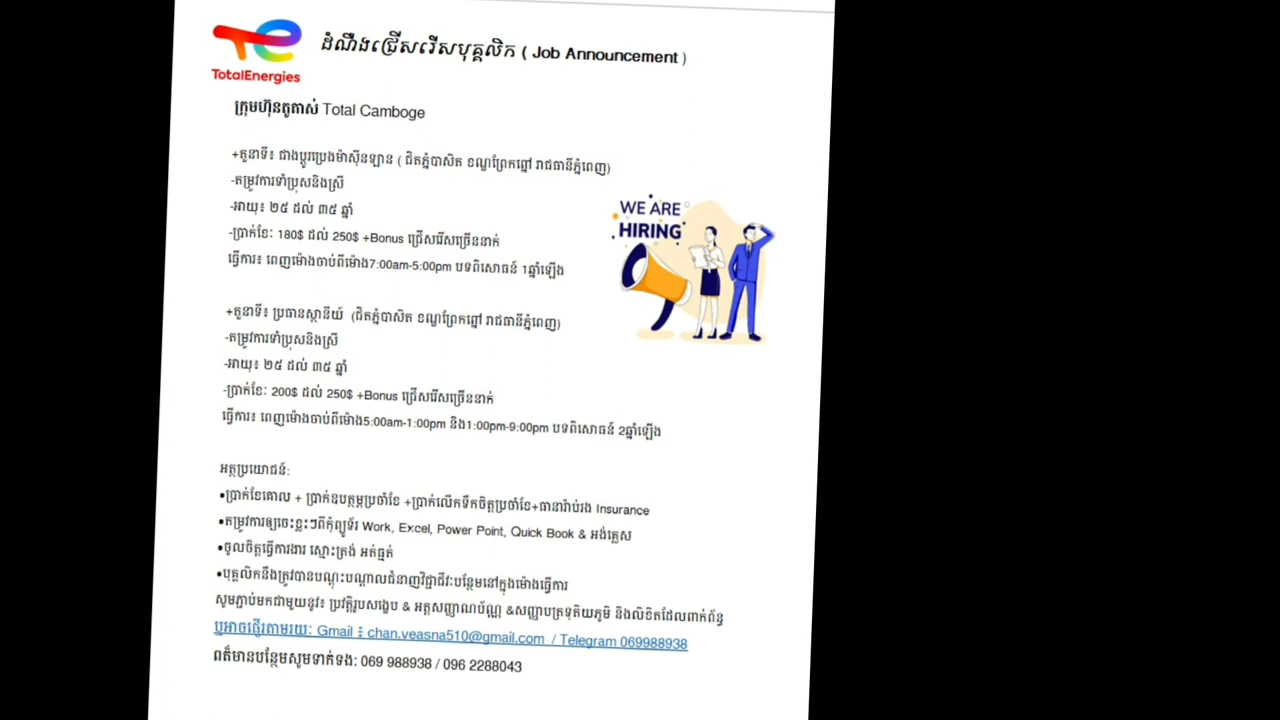 TotalEnergies
ដំណឹងជ្រើសរើសបុគ្គលិក ( Job Announcement )
ក្រុមហ៊ុនតូតាស់ Total Camboge
+តួនាទី៖ ជាងប្តូរប្រេងម៉ាស៊ីនឡាន ( ជិតភ្នំបាសិត ខណ្ឌព្រែកព្នៅ រាជធានីភ្នំពេញ)
-តម្រូវការទាំប្រុសនិងស្រី
-អាយុ៖ ២៥ ដល់ ៣៥ ឆ្នាំ
-ប្រាក់ខែ: 180$ ដល់ 250$ +Bonus ជ្រើសរើសច្រើននាក់
ធ្វើការ៖ ពេញម៉ោងចាប់ពីម៉ោង7:00am-5:00pm បទពិសោធន៍ 1ឆ្នាំឡើង
WE ARE
HIRING
+តួនាទី៖ ប្រធានស្ថានីយ៍ (ជិតភ្នំបាសិត ខណ្ឌព្រែកព្នៅ រាជធានីភ្នំពេញ)
-តម្រូវការទាំប្រុសនិងស្រី
-អាយុ៖ ២៥ ដល់ ៣៥ ឆ្នាំ
-ប្រាក់ខែ: 200$ ដល់ 250$ +Bonus ជ្រើសរើសច្រើននាក់
ធ្វើការ៖ ពេញម៉ោងចាប់ពីម៉ោង5:00am-1:00pm និង1:00pm-9:00pm បទពិសោធន៍ 2ឆ្នាំឡើង
អត្ថប្រយោជន៍:
•ប្រាក់ខែគោល + ប្រាក់ឧបត្ថម្ភប្រចាំខែ +ប្រាក់លើកទឹកចិត្តប្រចាំខែ+ធានារ៉ាប់រង Insurance
•តម្រូវការឲ្យចេះខ្លះៗពីកុំព្យូទ័រ Work, Excel, Power Point, Quick Book & អង់គ្លេស
•ចូលចិត្តធ្វើការងារ ស្មោះត្រង់ អត់ធ្មត់
•បុគ្គលិកនឹងត្រូវបានបណ្តុះបណ្តាលជំនាញវិជ្ជាជីវៈបន្ថែមនៅក្នុងម៉ោងធ្វើការ
សូមភ្ជាប់មកជាមួយនូវ៖ ប្រវត្តិរូបសង្ខេប & អត្តសញ្ញាណប័ណ្ណ &សញ្ញាបត្រទុតិយភូមិ និងលិខិតដែលពាក់ព័ន្ធ
ឬអាចផ្ញើរតាមរយៈ Gmail ៖ chan.veasna510@gmail.com / Telegram 069988938
ពត៌មានបន្ថែមសូមទាក់ទង: 069 988938 / 096 2288043